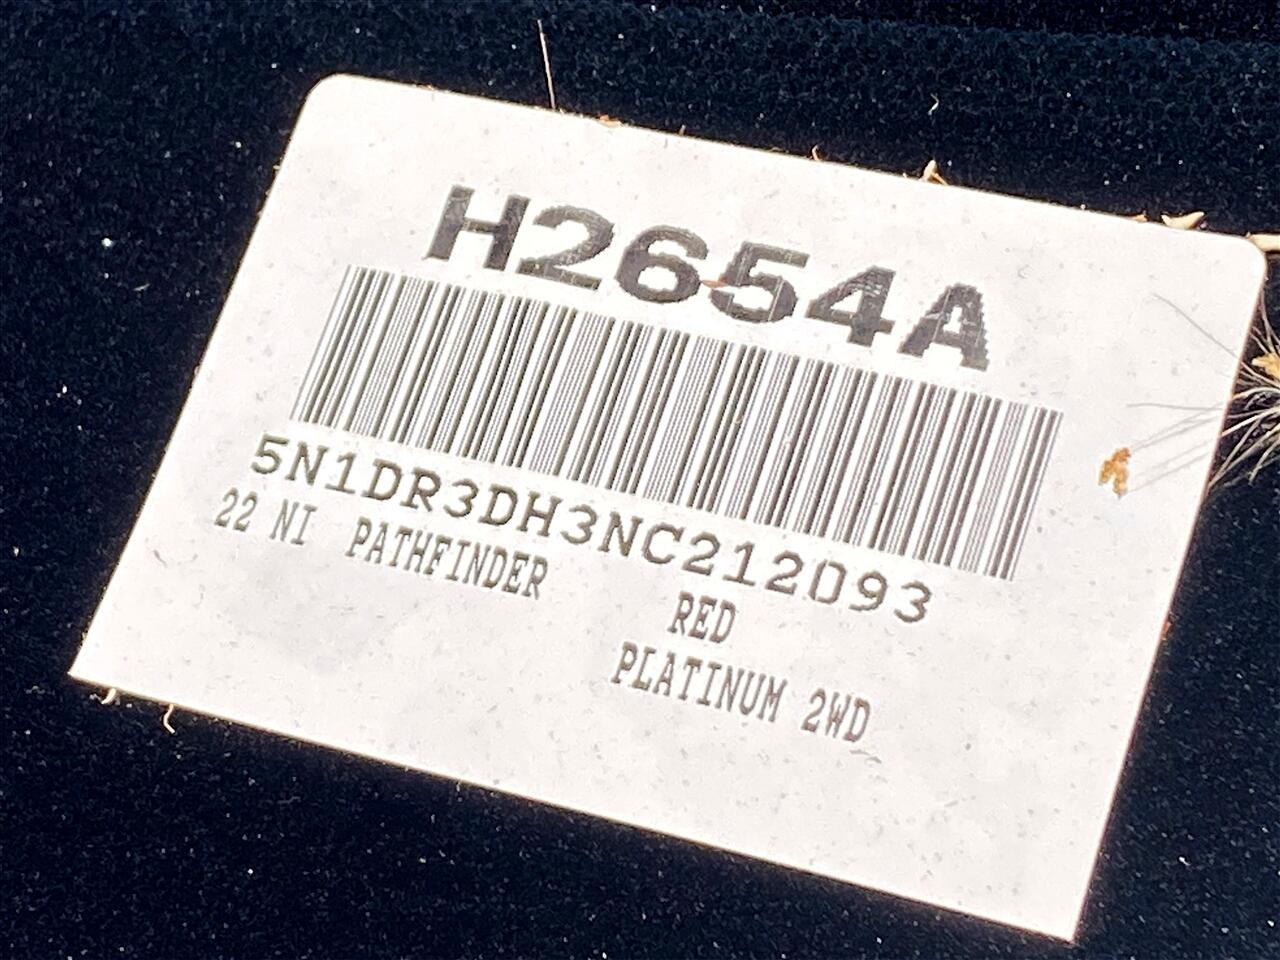 H2654A
5N1DR3DH3NC212093
22 NI PATHFINDER
RED
PLATINUM 2WD